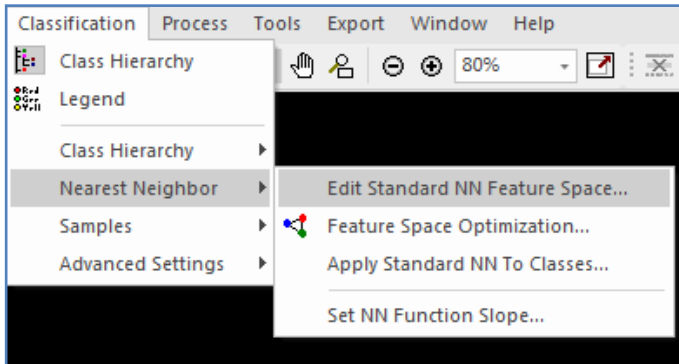 Classification Process Tools Export Window Help
Class Hierarchy
80%
Legend
Class Hierarchy
Nearest Neighbor
Edit Standard NN Feature Space...
Samples
Feature Space Optimization...
Advanced Settings
Apply Standard NN To Classes...
Set NN Function Slope...